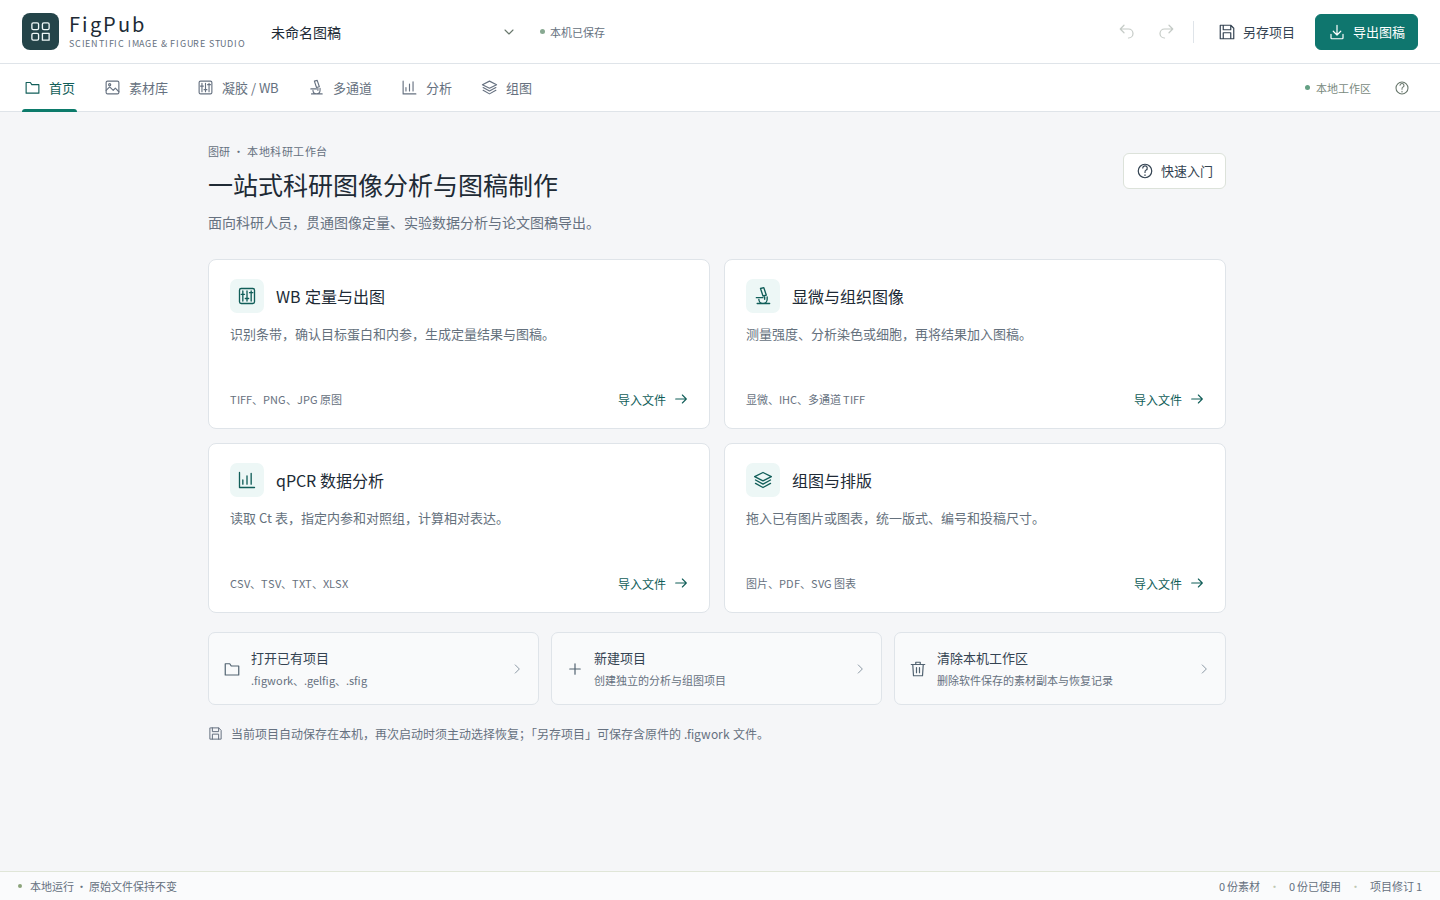 FigPub
SCIENTIFIC IMAGE & FIGURE STUDIO
未命名图稿
本机已保存
另存项目
导出图稿
首页
素材库
凝胶 / WB
多通道
分析
组图
本地工作区
图研 · 本地科研工作台
一站式科研图像分析与图稿制作
面向科研人员，贯通图像定量、实验数据分析与论文图稿导出。
快速入门
WB 定量与出图
识别条带，确认目标蛋白和内参，生成定量结果与图稿。
TIFF、PNG、JPG 原图
导入文件
显微与组织图像
测量强度、分析染色或细胞，再将结果加入图稿。
显微、IHC、多通道 TIFF
导入文件
qPCR 数据分析
读取 Ct 表，指定内参和对照组，计算相对表达。
CSV、TSV、TXT、XLSX
导入文件
组图与排版
拖入已有图片或图表，统一版式、编号和投稿尺寸。
图片、PDF、SVG 图表
导入文件
打开已有项目
.figwork、.gelfig、.sfig
新建项目
创建独立的分析与组图项目
清除本机工作区
删除软件保存的素材副本与恢复记录
当前项目自动保存在本机，再次启动时须主动选择恢复；「另存项目」可保存含原件的 .figwork 文件。
本地运行 · 原始文件保持不变
0 份素材 · 0 份已使用 · 项目修订 1